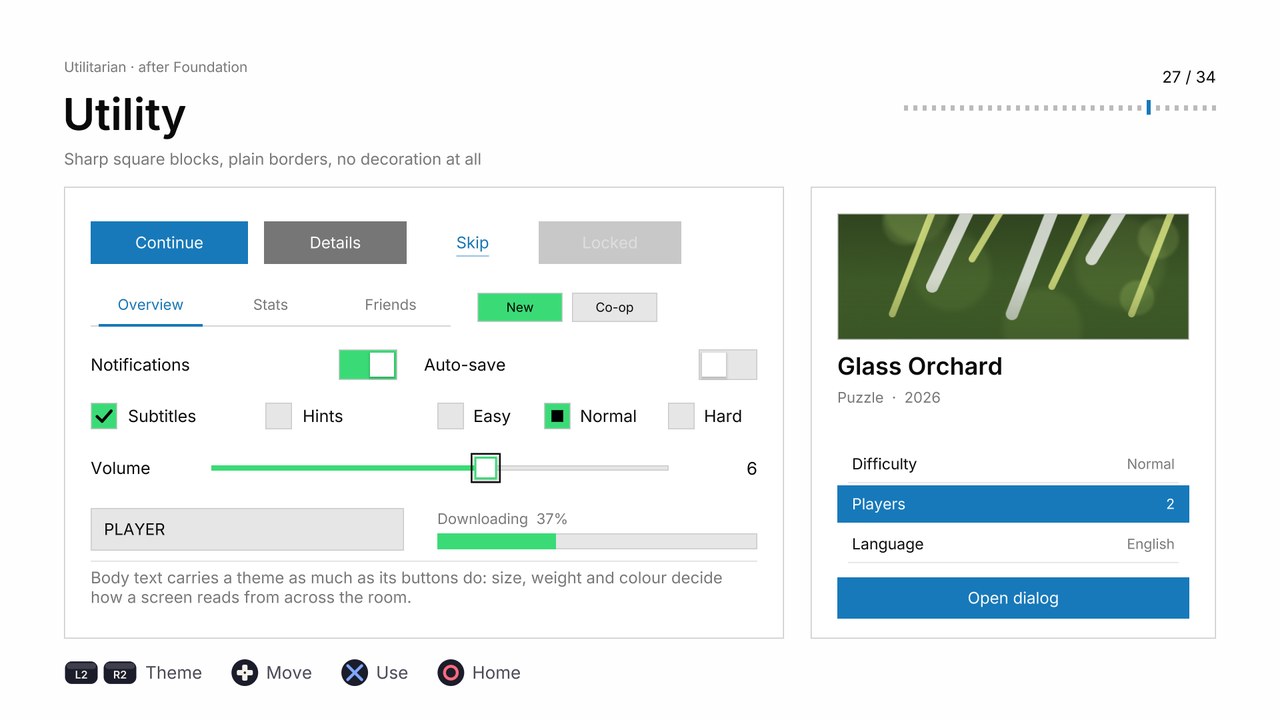 Utilitarian · after Foundation
Utility
Sharp square blocks, plain borders, no decoration at all
27 / 34
Continue
Details
Skip
Locked
Overview
Stats
Friends
New
Co-op
Notifications
Auto-save
Subtitles
Hints
Easy
Normal
Hard
Volume
6
PLAYER
Downloading 37%
Body text carries a theme as much as its buttons do: size, weight and colour decide
how a screen reads from across the room.
Glass Orchard
Puzzle · 2026
Difficulty
Normal
Players
2
Language
English
Open dialog
L2
R2
Theme
Move
Use
Home